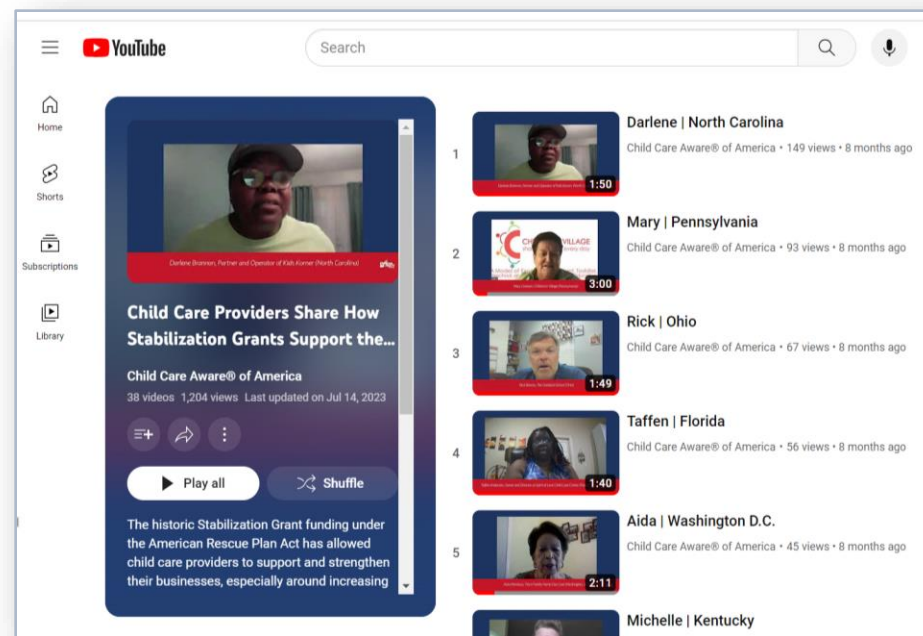 YouTube
Search
Home
Shorts
Subscriptions
Library
Darlene Brannon, Partner and Operator of Kids Korner (North Carolina)
Child Care Providers Share How
Stabilization Grants Support the...
Child Care Aware® of America
38 videos 1,204 views Last updated on Jul 14, 2023
Play all
Shuffle
The historic Stabilization Grant funding under
the American Rescue Plan Act has allowed
child care providers to support and strengthen
their businesses, especially around increasing
1
1:50
Darlene | North Carolina
Child Care Aware® of America • 149 views • 8 months ago
2
3:00
Mary | Pennsylvania
Child Care Aware® of America • 93 views • 8 months ago
3
1:49
Rick | Ohio
Child Care Aware® of America • 67 views • 8 months ago
4
1:40
Taffen | Florida
Child Care Aware® of America • 56 views • 8 months ago
5
2:11
Aida | Washington D.C.
Child Care Aware® of America • 45 views • 8 months ago
Michelle | Kentucky